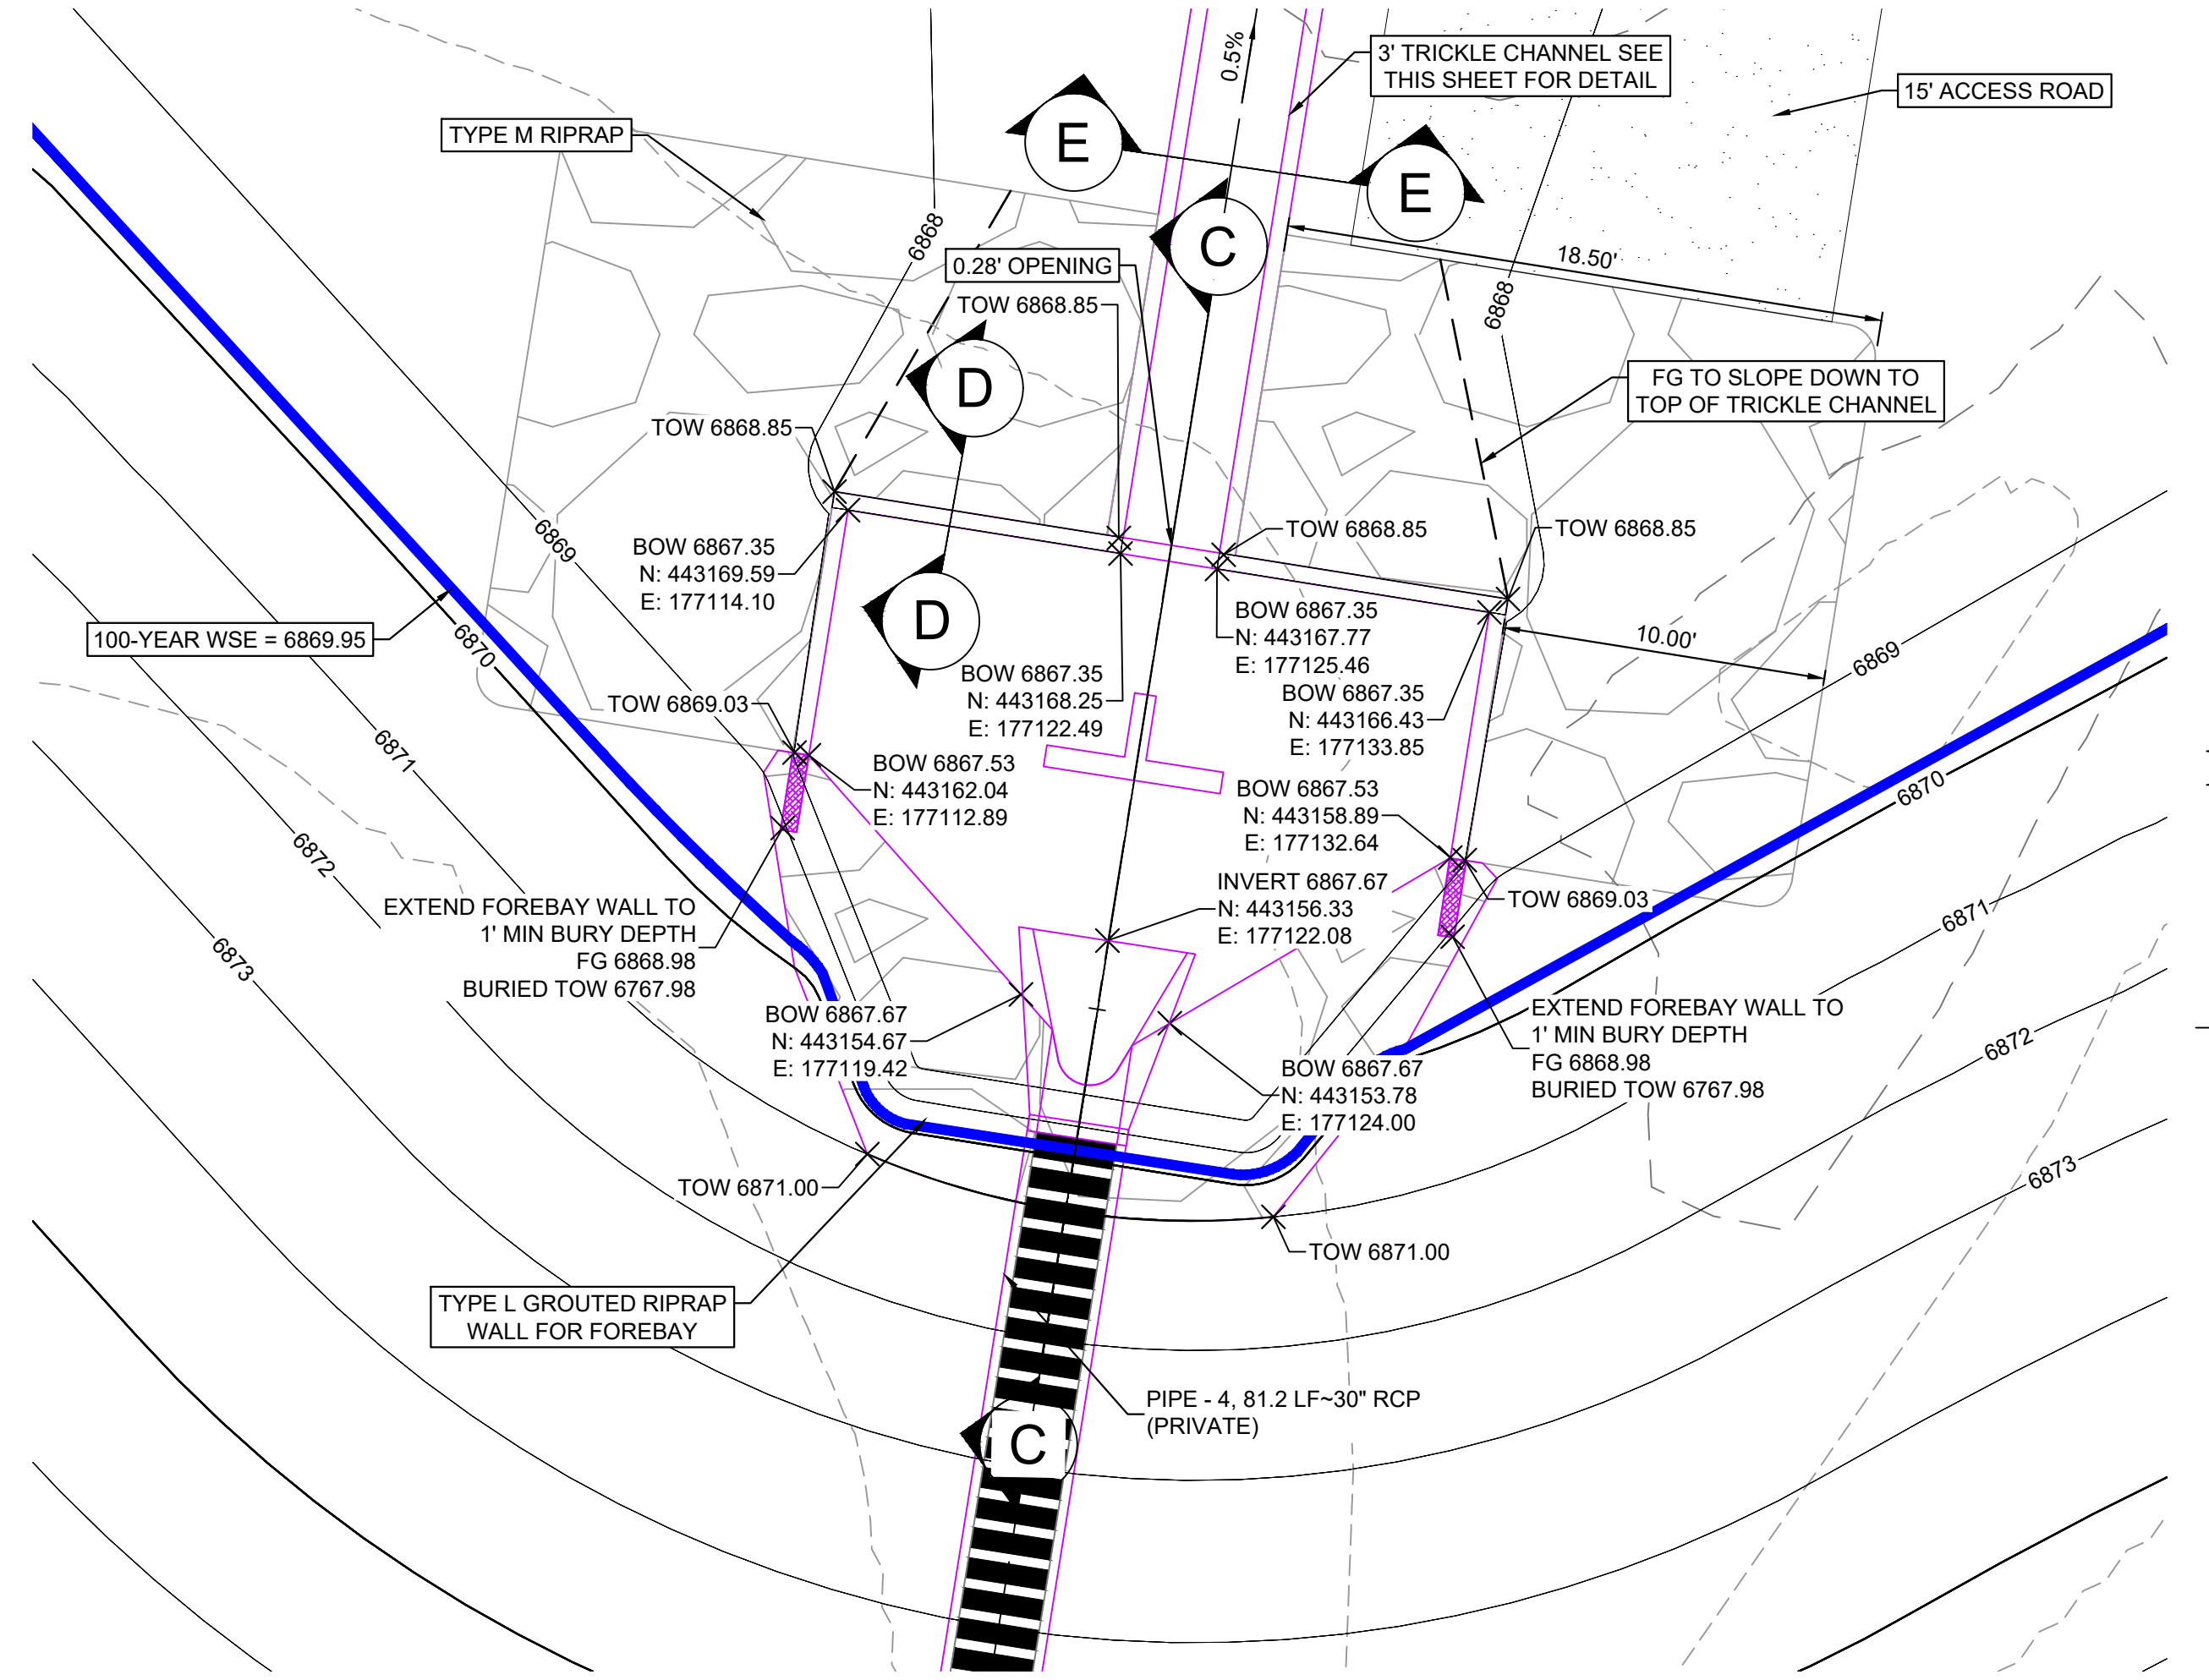 0.5%
3' TRICKLE CHANNEL SEE
THIS SHEET FOR DETAIL
15' ACCESS ROAD
TYPE M RIPRAP
E
E
C
6868
0.28' OPENING
TOW 6868.85
18.50'
6868
FG TO SLOPE DOWN TO
TOP OF TRICKLE CHANNEL
D
TOW 6868.85
6869
TOW 6868.85
TOW 6868.85
BOW 6867.35
N: 443169.59
E: 177114.10
D
BOW 6867.35
N: 443167.77
E: 177125.46
10.00'
6869
100-YEAR WSE = 6869.95
6870
BOW 6867.35
N: 443168.25
E: 177122.49
BOW 6867.35
N: 443166.43
E: 177133.85
TOW 6869.03
6871
BOW 6867.53
N: 443162.04
E: 177112.89
BOW 6867.53
N: 443158.89
E: 177132.64
6870
6872
INVERT 6867.67
N: 443156.33
E: 177122.08
TOW 6869.03
6871
EXTEND FOREBAY WALL TO
1' MIN BURY DEPTH
FG 6868.98
BURIED TOW 6767.98
6873
BOW 6867.67
N: 443154.67
E: 177119.42
EXTEND FOREBAY WALL TO
1' MIN BURY DEPTH
FG 6868.98
BURIED TOW 6767.98
6872
BOW 6867.67
N: 443153.78
E: 177124.00
6873
TOW 6871.00
TOW 6871.00
TYPE L GROUTED RIPRAP
WALL FOR FOREBAY
PIPE - 4, 81.2 LF~30" RCP
(PRIVATE)
C